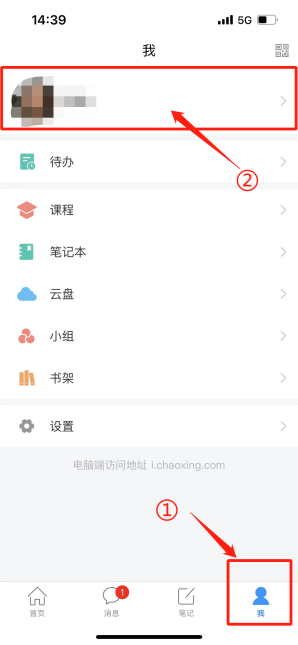 14:39
5G
我
②
待办
课程
笔记本
云盘
小组
书架
设置
电脑端访问地址 i.chaoxing.com
①
1
首页
消息
笔记
我